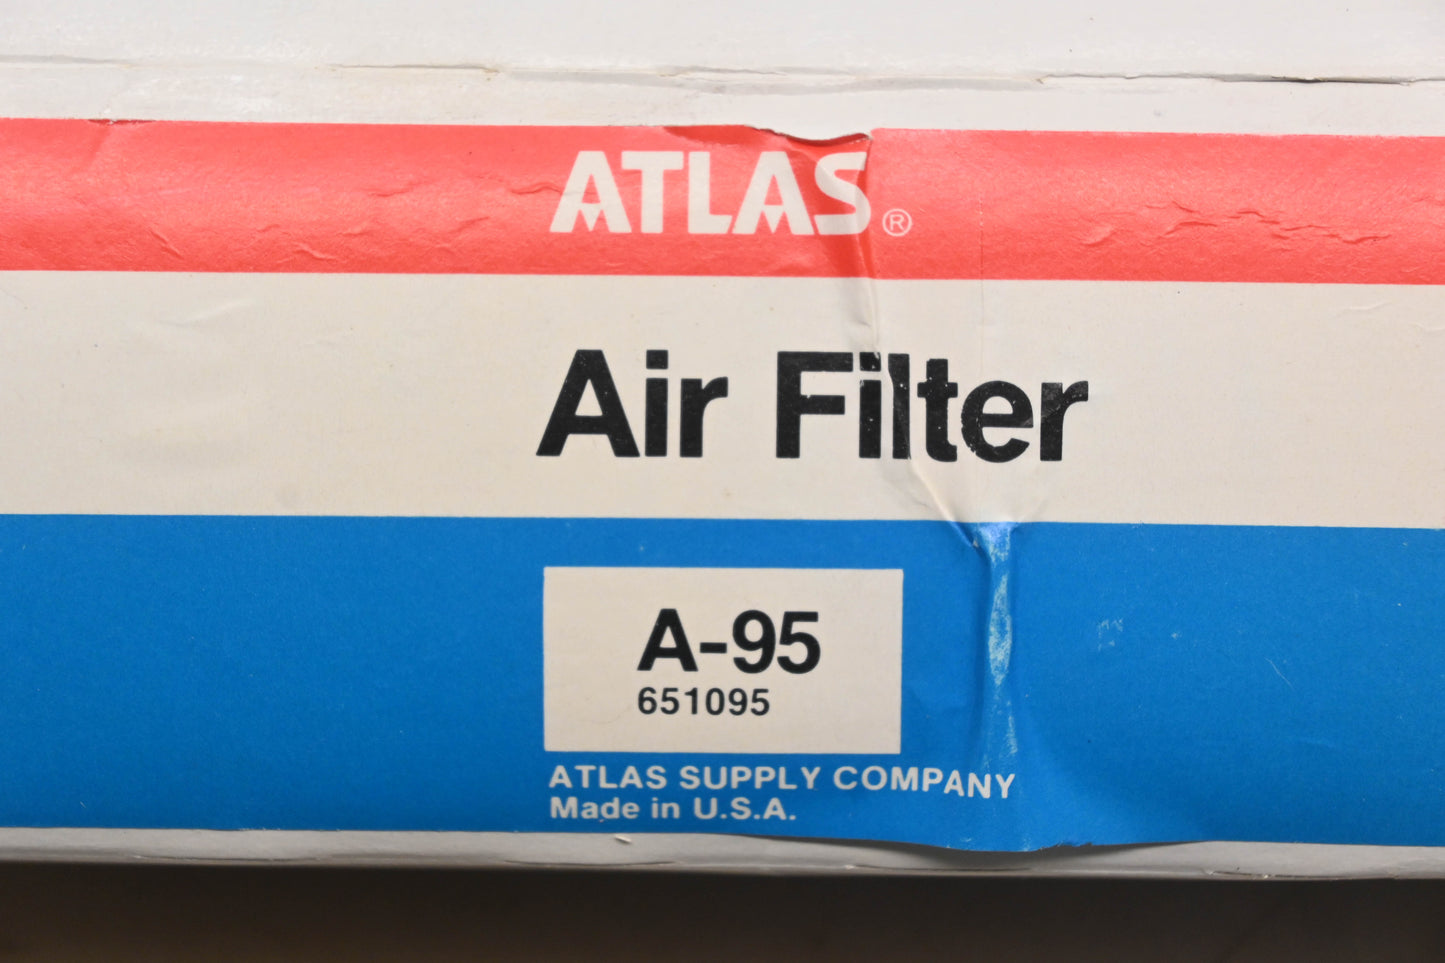 ATLAS®
Air Filter
A-95
651095
ATLAS SUPPLY COMPANY
Made in U.S.A.